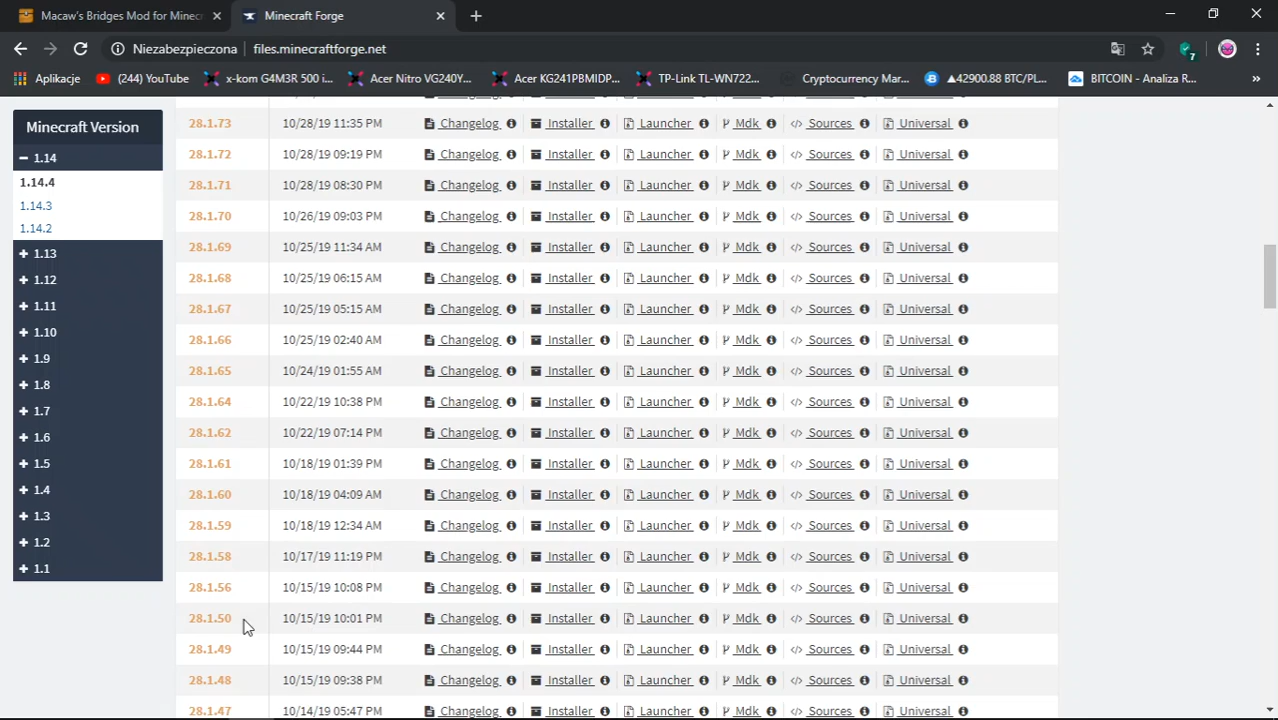 Macaw's Bridges Mod for Minec
Minecraft Forge
Niezabezpieczona
files.minecraftforge.net
7
Aplikacje
(244) YouTube
x-kom G4M3R 500 i...
Acer Nitro VG240Y...
Acer KG241PBMIDP...
TP-Link TL-WN722...
Cryptocurrency Mar...
▲42900.88 BTC/PL...
BITCOIN - Analiza R...
Minecraft Version
1.14
1.14.4
1.14.3
1.14.2
1.13
1.12
1.11
1.10
1.9
1.8
1.7
1.6
1.5
1.4
1.3
1.2
1.1
28.1.73 10/28/19 11:35 PM Changelog Installer Launcher Mdk Sources Universal
28.1.72 10/28/19 09:19 PM Changelog Installer Launcher Mdk Sources Universal
28.1.71 10/28/19 08:30 PM Changelog Installer Launcher Mdk Sources Universal
28.1.70 10/26/19 09:03 PM Changelog Installer Launcher Mdk Sources Universal
28.1.69 10/25/19 11:34 AM Changelog Installer Launcher Mdk Sources Universal
28.1.68 10/25/19 06:15 AM Changelog Installer Launcher Mdk Sources Universal
28.1.67 10/25/19 05:15 AM Changelog Installer Launcher Mdk Sources Universal
28.1.66 10/25/19 02:40 AM Changelog Installer Launcher Mdk Sources Universal
28.1.65 10/24/19 01:55 AM Changelog Installer Launcher Mdk Sources Universal
28.1.64 10/22/19 10:38 PM Changelog Installer Launcher Mdk Sources Universal
28.1.62 10/22/19 07:14 PM Changelog Installer Launcher Mdk Sources Universal
28.1.61 10/18/19 01:39 PM Changelog Installer Launcher Mdk Sources Universal
28.1.60 10/18/19 04:09 AM Changelog Installer Launcher Mdk Sources Universal
28.1.59 10/18/19 12:34 AM Changelog Installer Launcher Mdk Sources Universal
28.1.58 10/17/19 11:19 PM Changelog Installer Launcher Mdk Sources Universal
28.1.56 10/15/19 10:08 PM Changelog Installer Launcher Mdk Sources Universal
28.1.50 10/15/19 10:01 PM Changelog Installer Launcher Mdk Sources Universal
28.1.49 10/15/19 09:44 PM Changelog Installer Launcher Mdk Sources Universal
28.1.48 10/15/19 09:38 PM Changelog Installer Launcher Mdk Sources Universal
28.1.47 10/14/19 05:47 PM Changelog Installer Launcher Mdk Sources Universal